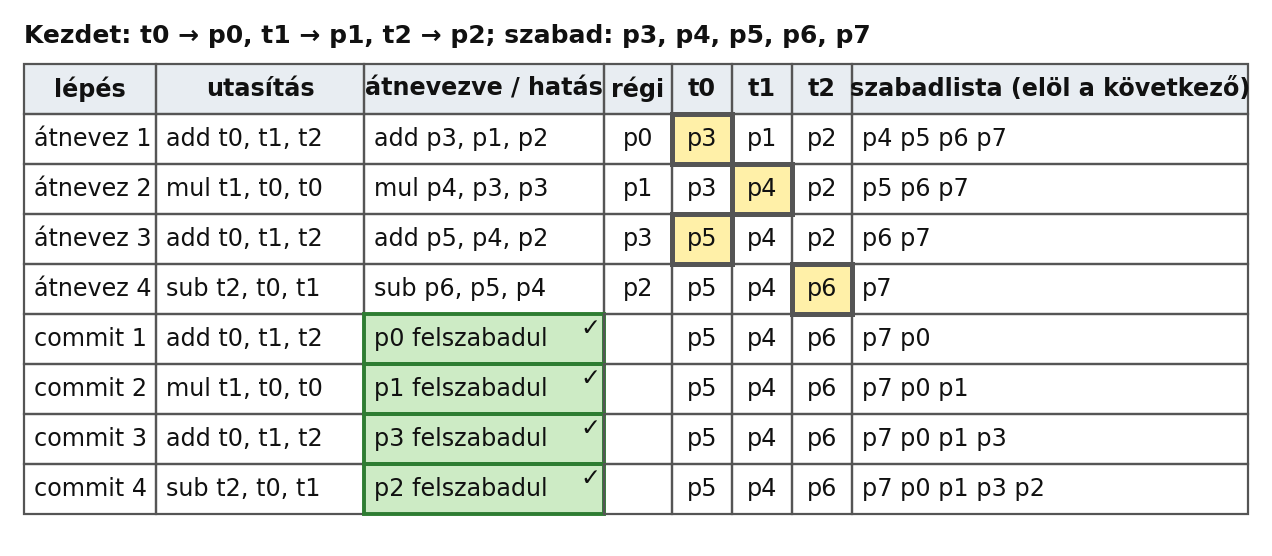 Kezdet: t0 → p0, t1 → p1, t2 → p2; szabad: p3, p4, p5, p6, p7
lépés utasítás átnevezve / hatás régi t0 t1 t2 szabadlista (elöl a következő)
átnevez 1 add t0, t1, t2 add p3, p1, p2 p0 p3 p1 p2 p4 p5 p6 p7
átnevez 2 mul t1, t0, t0 mul p4, p3, p3 p1 p3 p4 p2 p5 p6 p7
átnevez 3 add t0, t1, t2 add p5, p4, p2 p3 p5 p4 p2 p6 p7
átnevez 4 sub t2, t0, t1 sub p6, p5, p4 p2 p5 p4 p6 p7
commit 1 add t0, t1, t2 p0 felszabadul ✓ p5 p4 p6 p7 p0
commit 2 mul t1, t0, t0 p1 felszabadul ✓ p5 p4 p6 p7 p0 p1
commit 3 add t0, t1, t2 p3 felszabadul ✓ p5 p4 p6 p7 p0 p1 p3
commit 4 sub t2, t0, t1 p2 felszabadul ✓ p5 p4 p6 p7 p0 p1 p3 p2